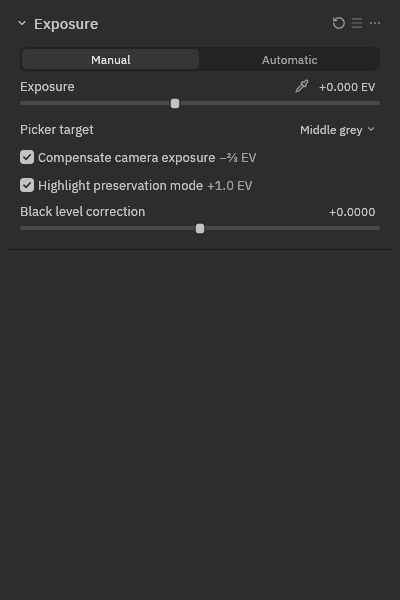 Exposure
Manual Automatic
Exposure +0.000 EV
Picker target Middle grey
Compensate camera exposure −⅔ EV
Highlight preservation mode +1.0 EV
Black level correction +0.0000